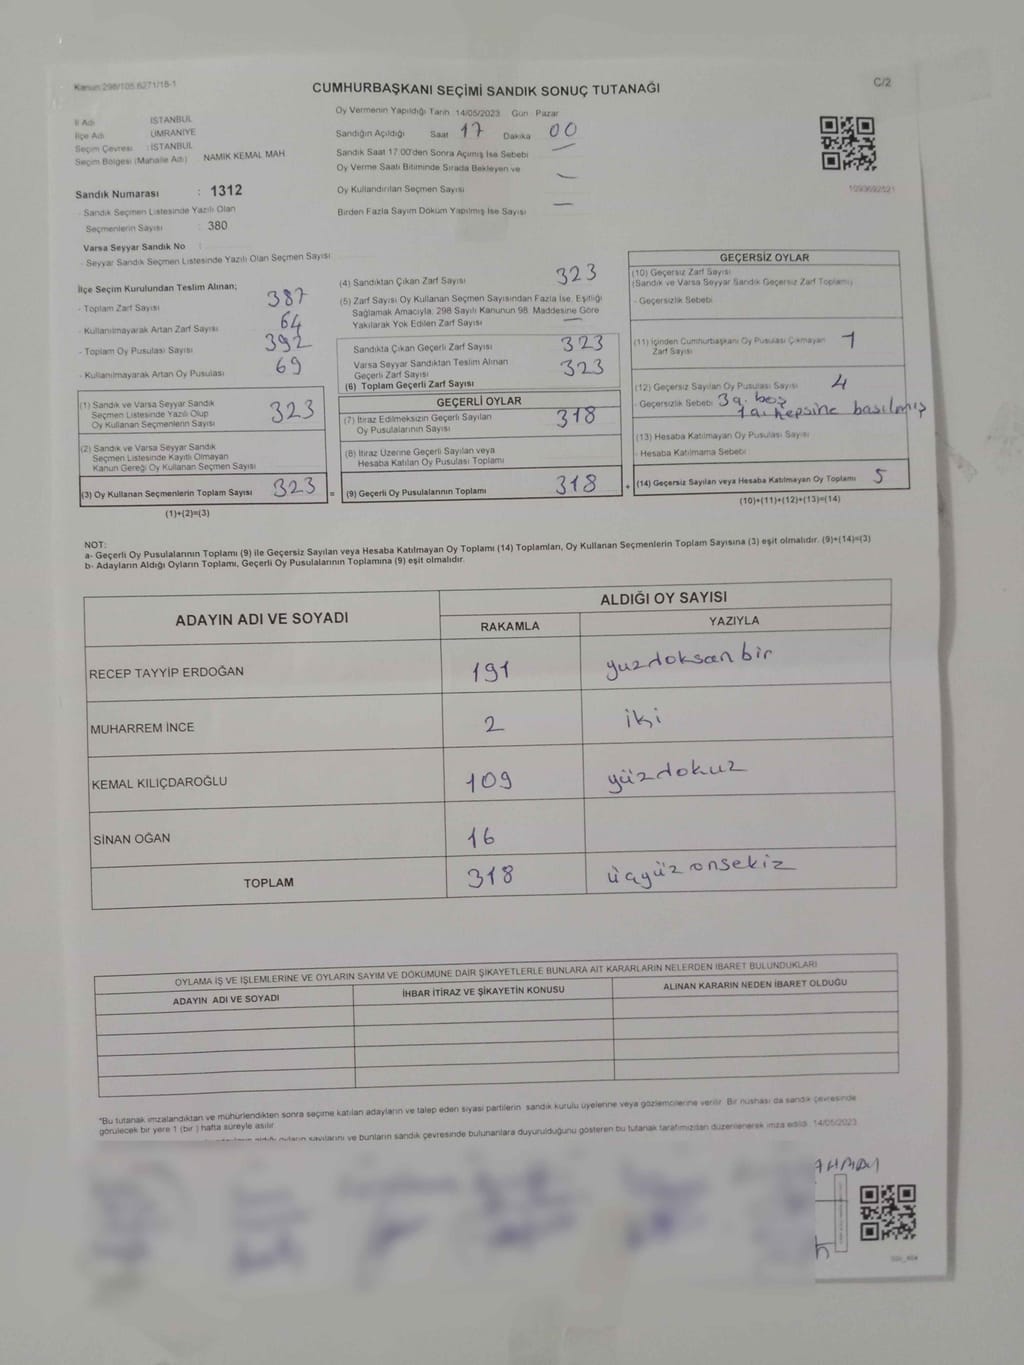 Kanun:298/105.6271/18-1
C/2
CUMHURBAŞKANI SEÇİMİ SANDIK SONUÇ TUTANAĞI
İl Adı : İSTANBUL
İlçe Adı : ÜMRANİYE
Seçim Çevresi : İSTANBUL
Seçim Bölgesi (Mahalle Adı) : NAMIK KEMAL MAH
Sandık Numarası : 1312
- Sandık Seçmen Listesinde Yazılı Olan
Seçmenlerin Sayısı : 380
Varsa Seyyar Sandık No :
- Seyyar Sandık Seçmen Listesinde Yazılı Olan Seçmen Sayısı
Oy Vermenin Yapıldığı Tarih 14/05/2023 Gün Pazar
Sandığın Açıldığı Saat 17 Dakika 00
Sandık Saat 17.00'den Sonra Açılmış İse Sebebi —
Oy Verme Saati Bitiminde Sırada Bekleyen ve
Oy Kullandırılan Seçmen Sayısı —
Birden Fazla Sayım Döküm Yapılmış İse Sayısı —
1093692521
İlçe Seçim Kurulundan Teslim Alınan;
- Toplam Zarf Sayısı 387
- Kullanılmayarak Artan Zarf Sayısı 64
- Toplam Oy Pusulası Sayısı 392
- Kullanılmayarak Artan Oy Pusulası 69
(1) Sandık ve Varsa Seyyar Sandık
Seçmen Listesinde Yazılı Olup
Oy Kullanan Seçmenlerin Sayısı 323
(2) Sandık ve Varsa Seyyar Sandık
Seçmen Listesinde Kayıtlı Olmayan
Kanun Gereği Oy Kullanan Seçmen Sayısı
(3) Oy Kullanan Seçmenlerin Toplam Sayısı 323 =
(1)+(2)=(3)
(4) Sandıktan Çıkan Zarf Sayısı 323
(5) Zarf Sayısı Oy Kullanan Seçmen Sayısından Fazla İse, Eşitliği
Sağlamak Amacıyla, 298 Sayılı Kanunun 98. Maddesine Göre
Yakılarak Yok Edilen Zarf Sayısı —
Sandıkta Çıkan Geçerli Zarf Sayısı 323
Varsa Seyyar Sandıktan Teslim Alınan
Geçerli Zarf Sayısı 323
(6) Toplam Geçerli Zarf Sayısı
GEÇERLİ OYLAR
(7) İtiraz Edilmeksizin Geçerli Sayılan
Oy Pusulalarının Sayısı 318
(8) İtiraz Üzerine Geçerli Sayılan veya
Hesaba Katılan Oy Pusulası Toplamı
(9) Geçerli Oy Pusulalarının Toplamı 318 +
GEÇERSİZ OYLAR
(10) Geçersiz Zarf Sayısı
(Sandık ve Varsa Seyyar Sandık Geçersiz Zarf Toplamı)
- Geçersizlik Sebebi
(11) İçinden Cumhurbaşkanı Oy Pusulası Çıkmayan
Zarf Sayısı 1
(12) Geçersiz Sayılan Oy Pusulası Sayısı 4
- Geçersizlik Sebebi 3 a. boş
1 a. hepsine basılmış
(13) Hesaba Katılmayan Oy Pusulası Sayısı
- Hesaba Katılmama Sebebi
(14) Geçersiz Sayılan veya Hesaba Katılmayan Oy Toplamı 5
(10)+(11)+(12)+(13)=(14)
NOT:
a- Geçerli Oy Pusulalarının Toplamı (9) ile Geçersiz Sayılan veya Hesaba Katılmayan Oy Toplamı (14) Toplamları, Oy Kullanan Seçmenlerin Toplam Sayısına (3) eşit olmalıdır. (9)+(14)=(3)
b- Adayların Aldığı Oyların Toplamı, Geçerli Oy Pusulalarının Toplamına (9) eşit olmalıdır.
ADAYIN ADI VE SOYADI
ALDIĞI OY SAYISI
RAKAMLA YAZIYLA
RECEP TAYYİP ERDOĞAN 191 yuzdoksan bir
MUHARREM İNCE 2 iki
KEMAL KILIÇDAROĞLU 109 yüzdokuz
SİNAN OĞAN 16
TOPLAM 318 üçyüz onsekiz
OYLAMA İŞ VE İŞLEMLERİNE VE OYLARIN SAYIM VE DÖKÜMÜNE DAİR ŞİKAYETLERLE BUNLARA AİT KARARLARIN NELERDEN İBARET BULUNDUKLARI
ADAYIN ADI VE SOYADI İHBAR İTİRAZ VE ŞİKAYETİN KONUSU ALINAN KARARIN NEDEN İBARET OLDUĞU
*Bu tutanak imzalandıktan ve mühürlendikten sonra seçime katılan adayların ve talep eden siyasi partilerin sandık kurulu üyelerine veya gözlemcilerine verilir. Bir nüshası da sandık çevresinde
görülecek bir yere 1 (bir ) hafta süreyle asılır.
oyların sayılarını ve bunların sandık çevresinde bulunanlara duyurulduğunu gösteren bu tutanak tarafımızdan düzenlenerek imza edildi. 14/05/2023